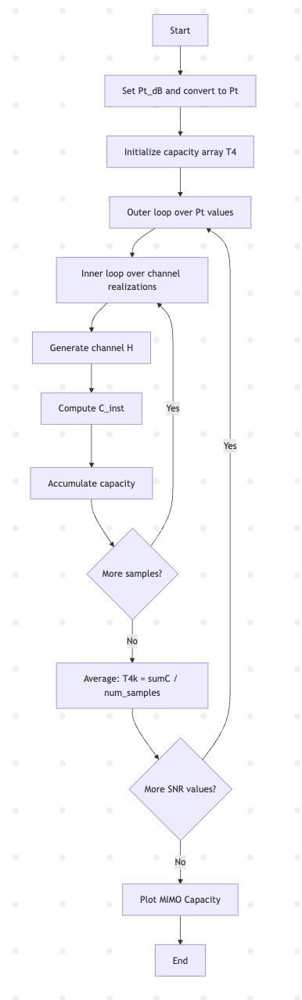 Start
Set Pt_dB and convert to Pt
Initialize capacity array T4
Outer loop over Pt values
Inner loop over channel
realizations
Generate channel H
Compute C_inst
Yes
Yes
Accumulate capacity
More samples?
No
Average: T4k = sumC /
num_samples
More SNR values?
No
Plot MIMO Capacity
End